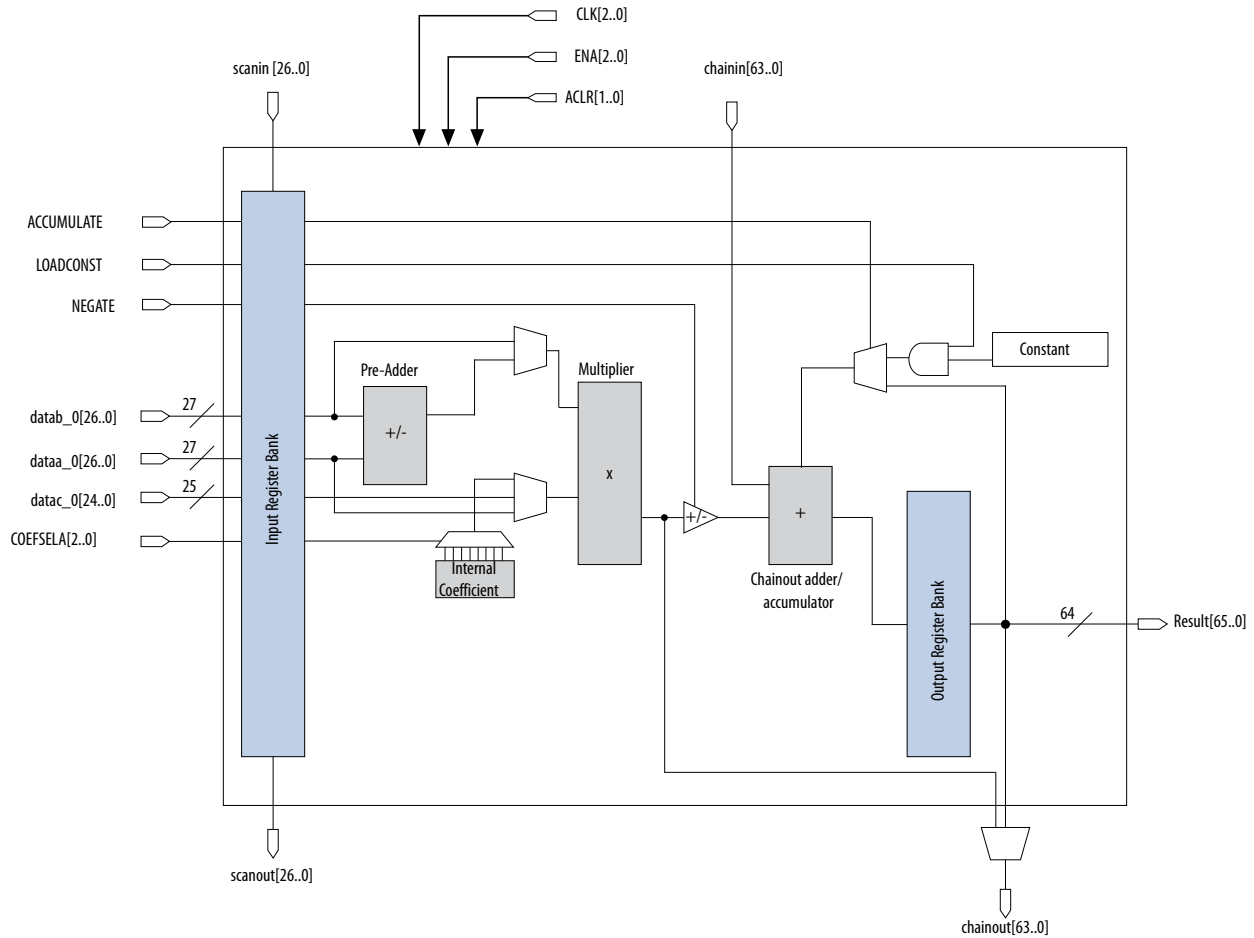 CLK[2..0]
ENA[2..0]
ACLR[1..0]
scanin [26..0]
chainin[63..0]
ACCUMULATE
LOADCONST
NEGATE
Constant
Pre-Adder
Multiplier
datab_0[26..0]
27
+/-
dataa_0[26..0]
27
datac_0[24..0]
25
COEFSELA[2..0]
Input Register Bank
x
+/-
+
Internal
Coefficient
Chainout adder/
accumulator
Output Register Bank
64
Result[65..0]
scanout[26..0]
chainout[63..0]